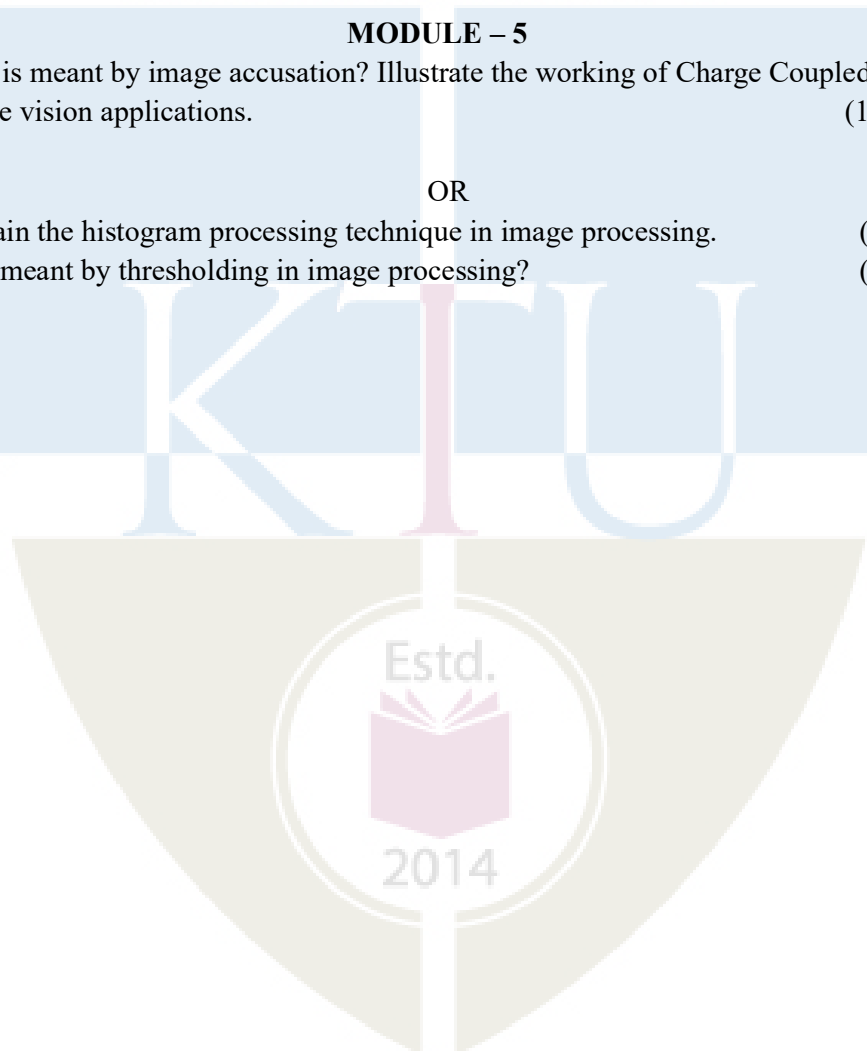 MODULE – 5
is meant by image accusation? Illustrate the working of Charge Coupled
e vision applications. (1
OR
ain the histogram processing technique in image processing. (
meant by thresholding in image processing? (
KTU
Estd.
2014